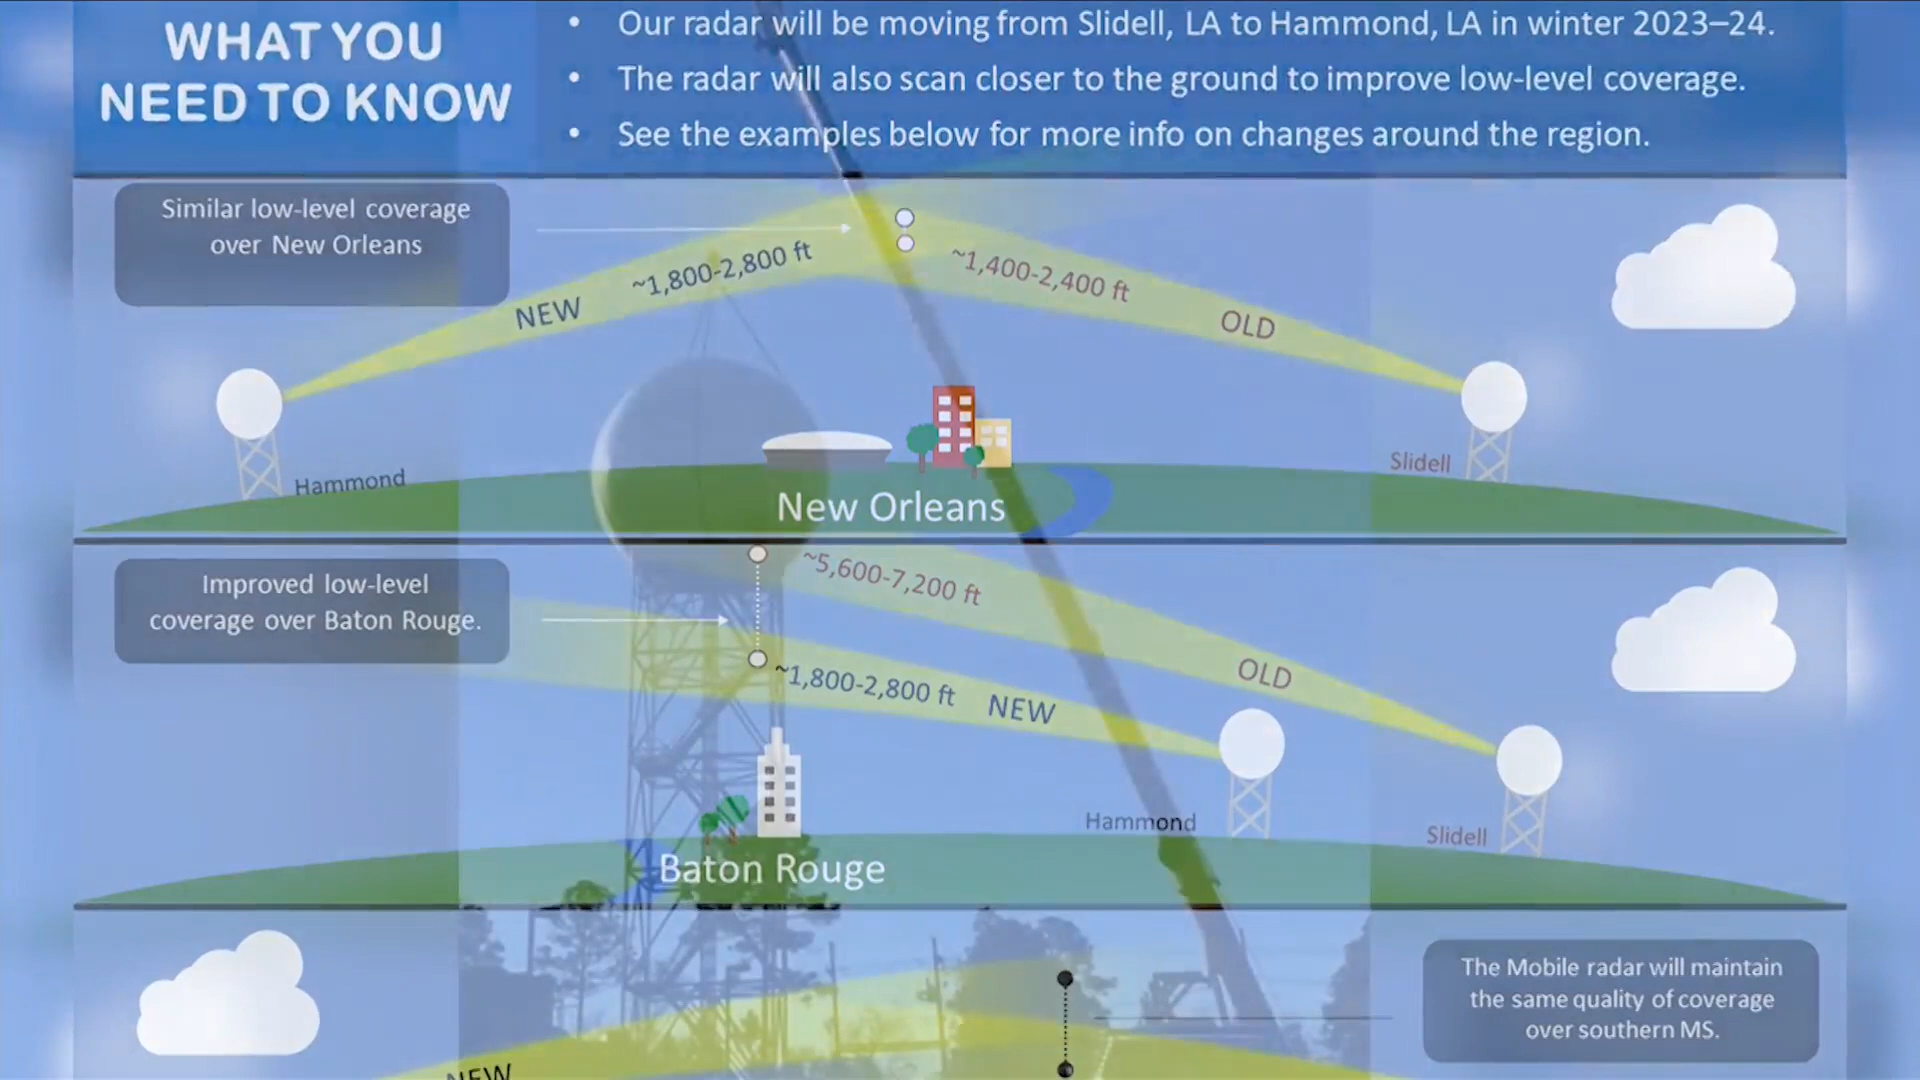 WHAT YOU
NEED TO KNOW
• Our radar will be moving from Slidell, LA to Hammond, LA in winter 2023–24.
• The radar will also scan closer to the ground to improve low-level coverage.
• See the examples below for more info on changes around the region.
Similar low-level coverage
over New Orleans
NEW
~1,800-2,800 ft
~1,400-2,400 ft
OLD
Hammond
Slidell
New Orleans
Improved low-level
coverage over Baton Rouge.
~5,600-7,200 ft
OLD
~1,800-2,800 ft
NEW
Hammond
Slidell
Baton Rouge
The Mobile radar will maintain
the same quality of coverage
over southern MS.
NEW